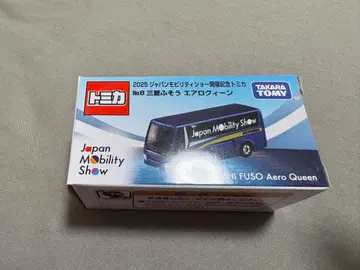 トミカ
2025 ジャパンモビリティショー開催記念トミカ
№8 三菱ふそう エアロクィーン
TAKARA
TOMY
Japan Mobility Show
Japan
Mobility
Show
SHI FUSO Aero Queen